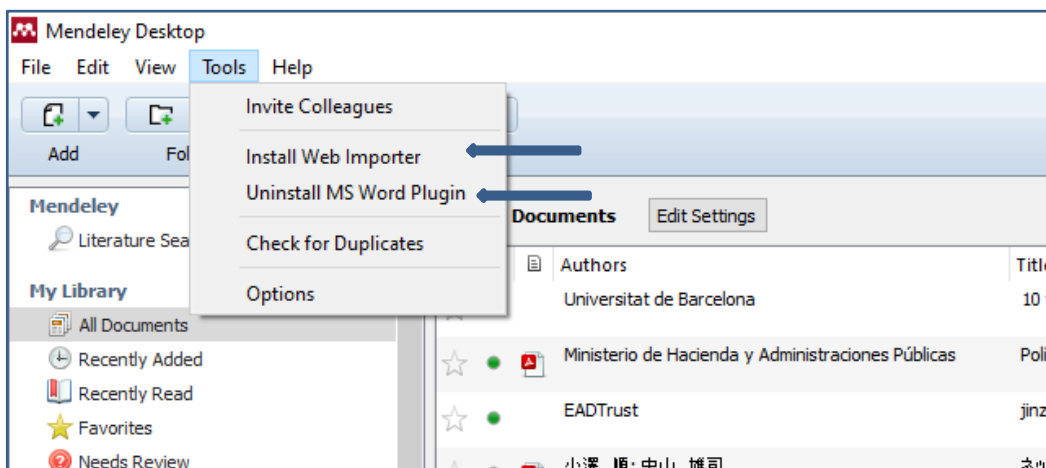 Mendeley Desktop
File Edit View Tools Help
Invite Colleagues
Install Web Importer
Uninstall MS Word Plugin
Check for Duplicates
Options
Add
Mendeley
Literature
My Library
All Documents
Recently Added
Recently Read
Favorites
Needs Review
Documents Edit Settings
Authors
Universitat de Barcelona 10
Ministerio de Hacienda y Administraciones Públicas
EADTrust